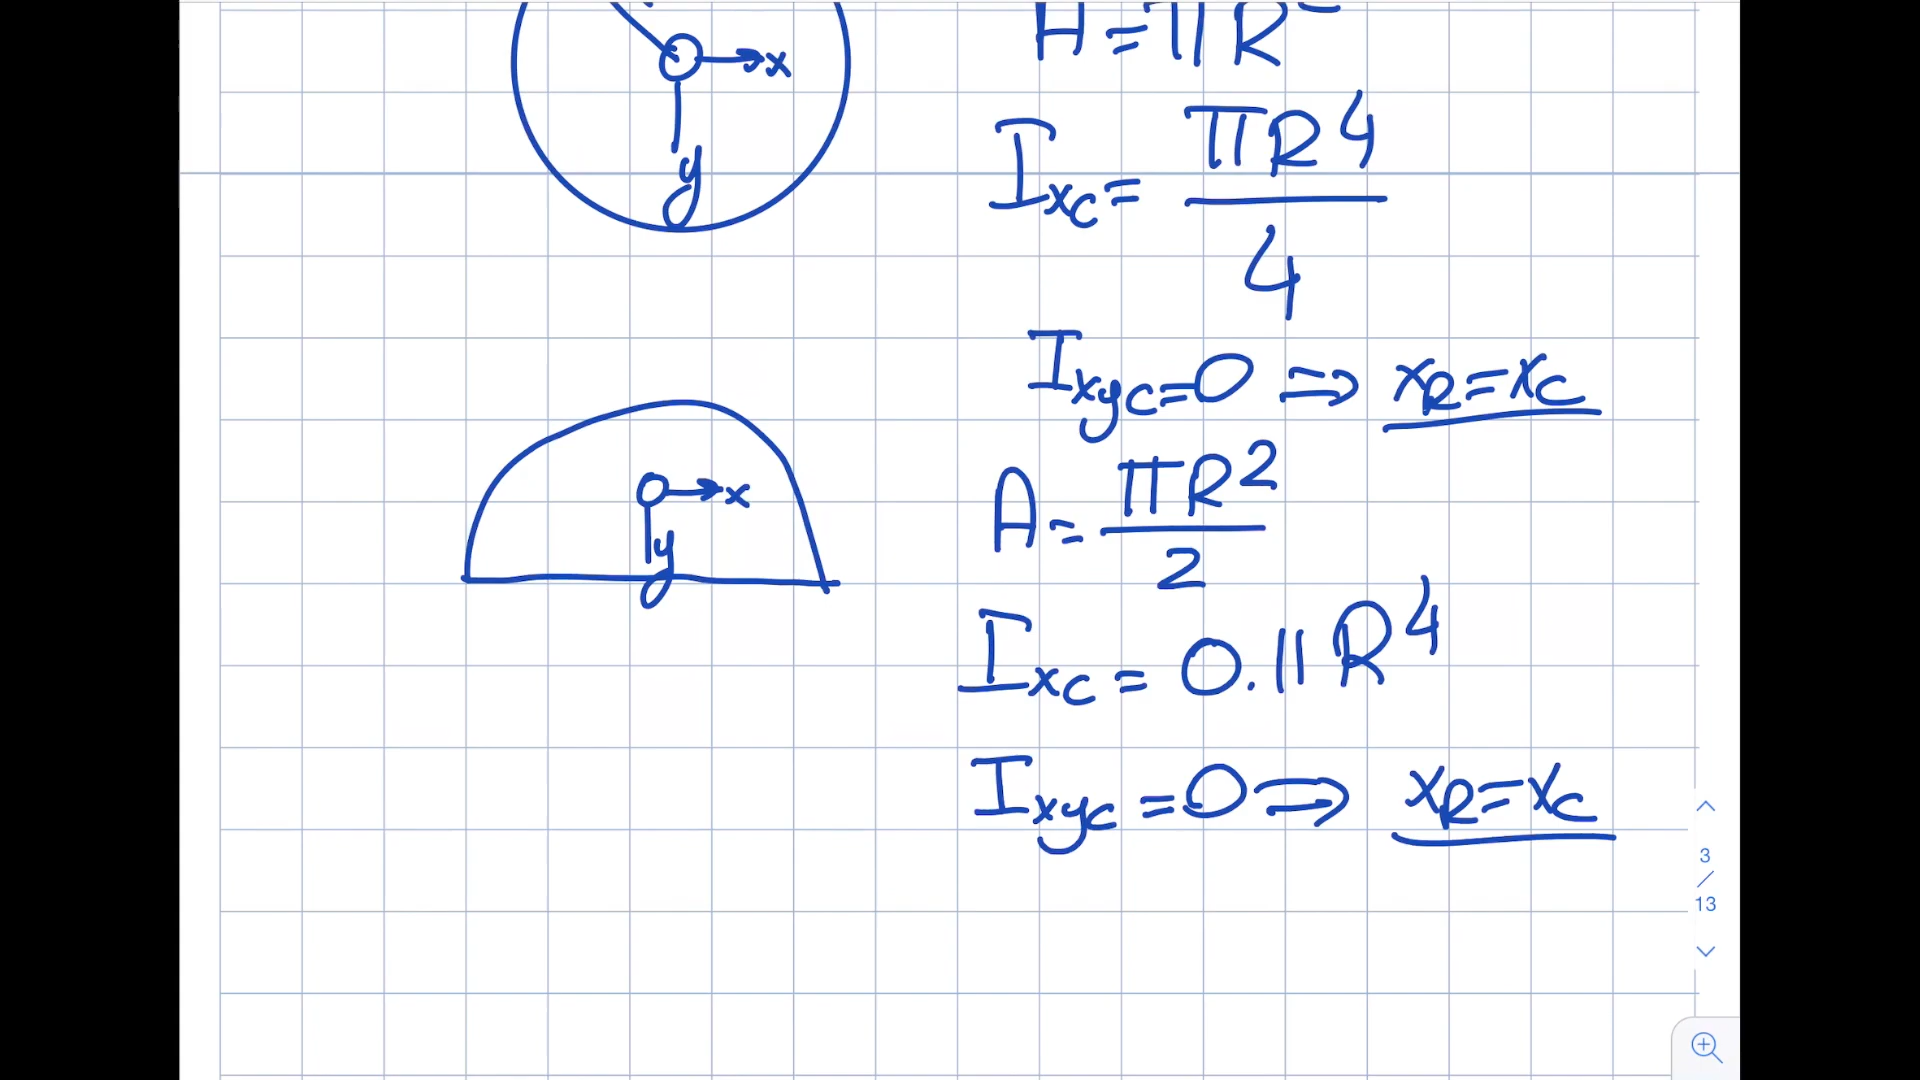 A = πR²
x
y
I_xc = πR⁴/4
I_xyc = 0 ⇒ x_R = x_c
x
y
A = πR²/2
I_xc = 0.11 R⁴
I_xyc = 0 ⇒ x_R = x_c
3
/
13